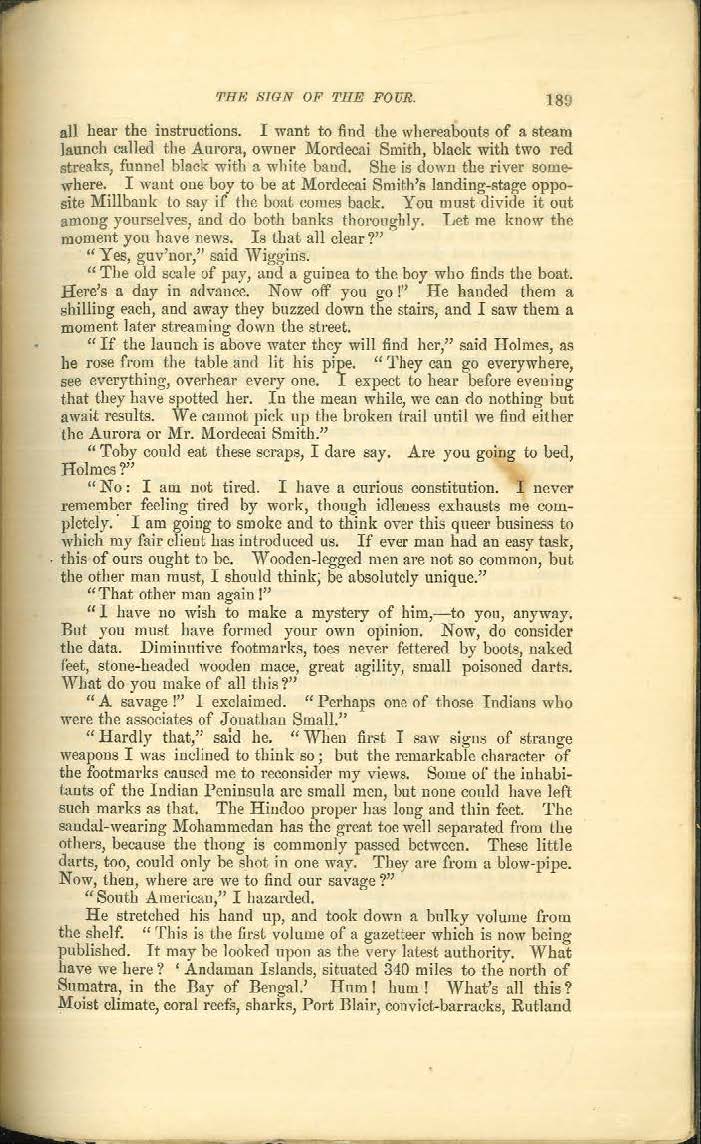 THE SIGN OF THE FOUR. 189
all hear the instructions. I want to find the whereabouts of a steam
launch called the Aurora, owner Mordecai Smith, black with two red
streaks, funnel black with a white band. She is down the river some-
where. I want one boy to be at Mordecai Smith's landing-stage oppo-
site Millbank to say if the boat comes back. You must divide it out
among yourselves, and do both banks thoroughly. Let me know the
moment you have news. Is that all clear?"
"Yes, guv'nor," said Wiggins.
"The old scale of pay, and a guinea to the boy who finds the boat.
Here's a day in advance. Now off you go!" He handed them a
shilling each, and away they buzzed down the stairs, and I saw them a
moment later streaming down the street.
"If the launch is above water they will find her," said Holmes, as
he rose from the table and lit his pipe. "They can go everywhere,
see everything, overhear every one. I expect to hear before evening
that they have spotted her. In the mean while, we can do nothing but
await results. We cannot pick up the broken trail until we find either
the Aurora or Mr. Mordecai Smith."
"Toby could eat these scraps, I dare say. Are you going to bed,
Holmes?"
"No: I am not tired. I have a curious constitution. I never
remember feeling tired by work, though idleness exhausts me com-
pletely. I am going to smoke and to think over this queer business to
which my fair client has introduced us. If ever man had an easy task,
this of ours ought to be. Wooden-legged men are not so common, but
the other man must, I should think, be absolutely unique."
"That other man again!"
"I have no wish to make a mystery of him,—to you, anyway.
But you must have formed your own opinion. Now, do consider
the data. Diminutive footmarks, toes never fettered by boots, naked
feet, stone-headed wooden mace, great agility, small poisoned darts.
What do you make of all this?"
"A savage!" I exclaimed. "Perhaps one of those Indians who
were the associates of Jonathan Small."
"Hardly that," said he. "When first I saw signs of strange
weapons I was inclined to think so; but the remarkable character of
the footmarks caused me to reconsider my views. Some of the inhabi-
tants of the Indian Peninsula are small men, but none could have left
such marks as that. The Hindoo proper has long and thin feet. The
sandal-wearing Mohammedan has the great toe well separated from the
others, because the thong is commonly passed between. These little
darts, too, could only be shot in one way. They are from a blow-pipe.
Now, then, where are we to find our savage?"
"South American," I hazarded.
He stretched his hand up, and took down a bulky volume from
the shelf. "This is the first volume of a gazetteer which is now being
published. It may be looked upon as the very latest authority. What
have we here? 'Andaman Islands, situated 340 miles to the north of
Sumatra, in the Bay of Bengal.' Hum! hum! What's all this?
Moist climate, coral reefs, sharks, Port Blair, convict-barracks, Rutland